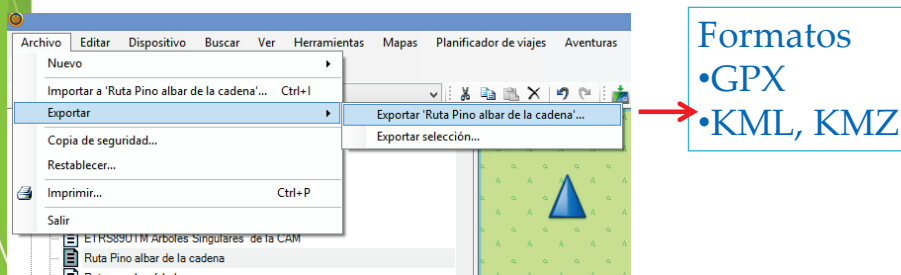 Archivo Editar Dispositivo Buscar Ver Herramientas Mapas Planificador de viajes Aventuras
Nuevo
Importar a 'Ruta Pino albar de la cadena'... Ctrl+I
Exportar
Exportar 'Ruta Pino albar de la cadena'...
Exportar selección...
Copia de seguridad...
Restablecer...
Imprimir... Ctrl+P
Salir
ETRS89UTM Arboles Singulares de la CAM
Ruta Pino albar de la cadena
Formatos
•GPX
•KML, KMZ